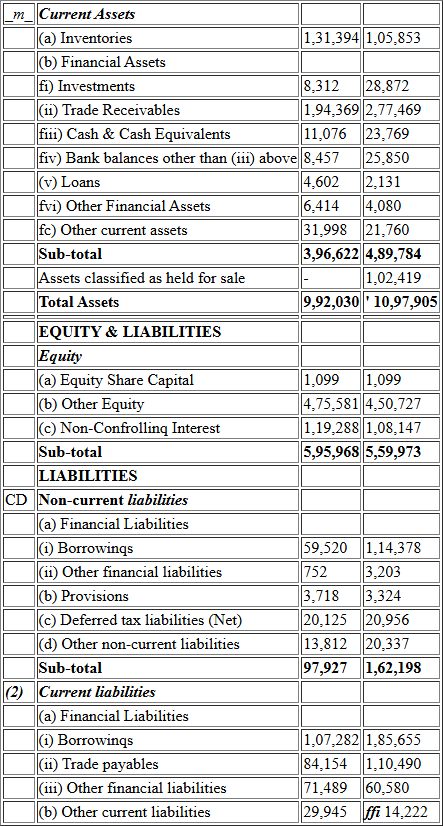 _m_ Current Assets
(a) Inventories 1,31,394 1,05,853
(b) Financial Assets
fi) Investments 8,312 28,872
(ii) Trade Receivables 1,94,369 2,77,469
fiii) Cash & Cash Equivalents 11,076 23,769
fiv) Bank balances other than (iii) above 8,457 25,850
(v) Loans 4,602 2,131
fvi) Other Financial Assets 6,414 4,080
fc) Other current assets 31,998 21,760
Sub-total 3,96,622 4,89,784
Assets classified as held for sale - 1,02,419
Total Assets 9,92,030 ' 10,97,905
EQUITY & LIABILITIES
Equity
(a) Equity Share Capital 1,099 1,099
(b) Other Equity 4,75,581 4,50,727
(c) Non-Confrollinq Interest 1,19,288 1,08,147
Sub-total 5,95,968 5,59,973
LIABILITIES
CD Non-current liabilities
(a) Financial Liabilities
(i) Borrowinqs 59,520 1,14,378
(ii) Other financial liabilities 752 3,203
(b) Provisions 3,718 3,324
(c) Deferred tax liabilities (Net) 20,125 20,956
(d) Other non-current liabilities 13,812 20,337
Sub-total 97,927 1,62,198
(2) Current liabilities
(a) Financial Liabilities
(i) Borrowinqs 1,07,282 1,85,655
(ii) Trade payables 84,154 1,10,490
(iii) Other financial liabilities 71,489 60,580
(b) Other current liabilities 29,945 ffi 14,222